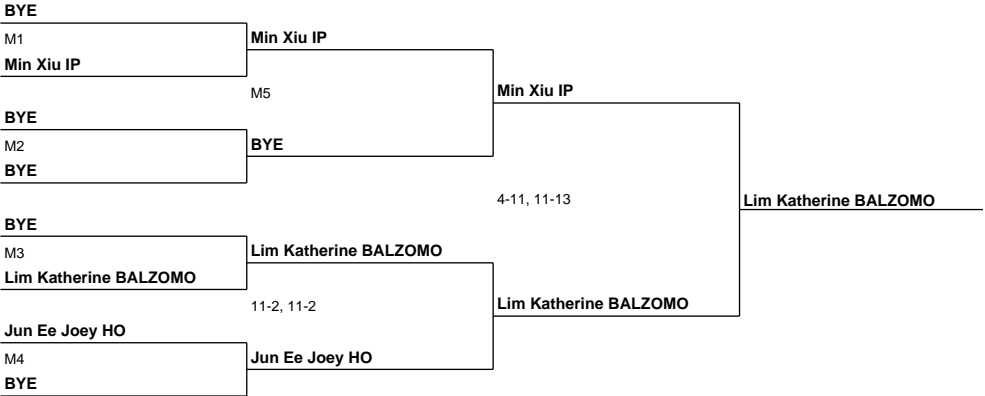 BYE
M1
Min Xiu IP
Min Xiu IP
M5
Min Xiu IP
BYE
M2
BYE
BYE
4-11, 11-13
Lim Katherine BALZOMO
BYE
M3
Lim Katherine BALZOMO
Lim Katherine BALZOMO
11-2, 11-2
Lim Katherine BALZOMO
Jun Ee Joey HO
M4
Jun Ee Joey HO
BYE